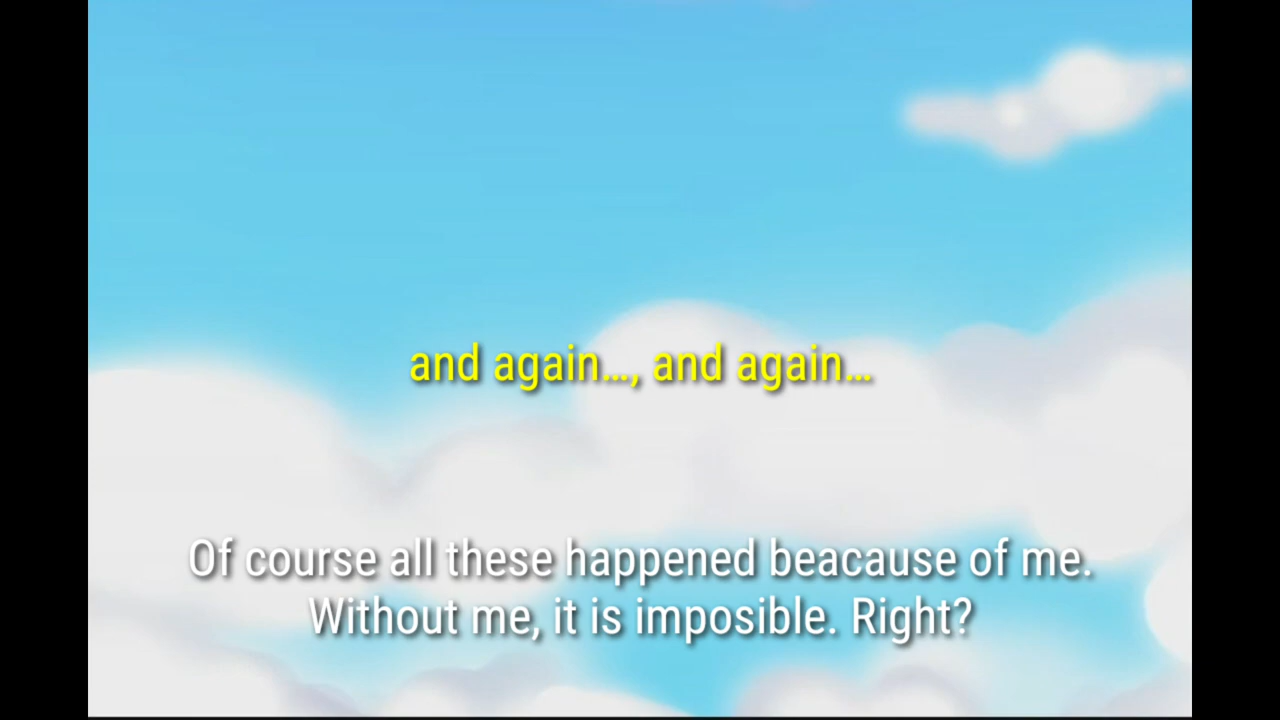 and again…, and again…
Of course all these happened beacause of me.
Without me, it is imposible. Right?